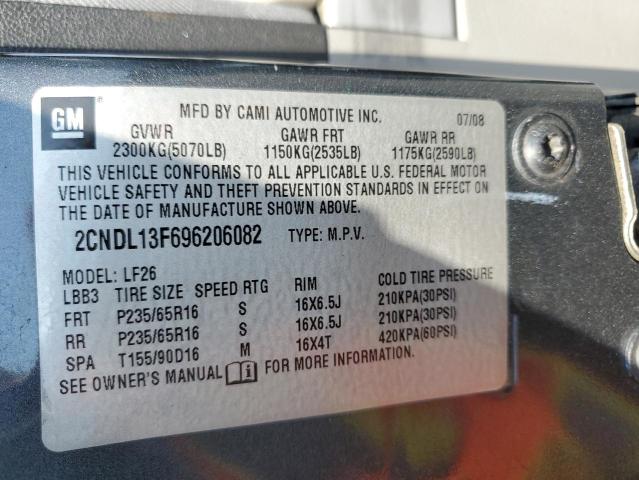 GM
MFD BY CAMI AUTOMOTIVE INC. 07/08
GVWR GAWR FRT GAWR RR
2300KG(5070LB) 1150KG(2535LB) 1175KG(2590LB)
THIS VEHICLE CONFORMS TO ALL APPLICABLE U.S. FEDERAL MOTOR
VEHICLE SAFETY AND THEFT PREVENTION STANDARDS IN EFFECT ON
THE DATE OF MANUFACTURE SHOWN ABOVE.
2CNDL13F696206082 TYPE: M.P.V.
MODEL: LF26
LBB3 TIRE SIZE SPEED RTG RIM COLD TIRE PRESSURE
FRT P235/65R16 S 16X6.5J 210KPA(30PSI)
RR P235/65R16 S 16X6.5J 210KPA(30PSI)
SPA T155/90D16 M 16X4T 420KPA(60PSI)
SEE OWNER'S MANUAL FOR MORE INFORMATION.